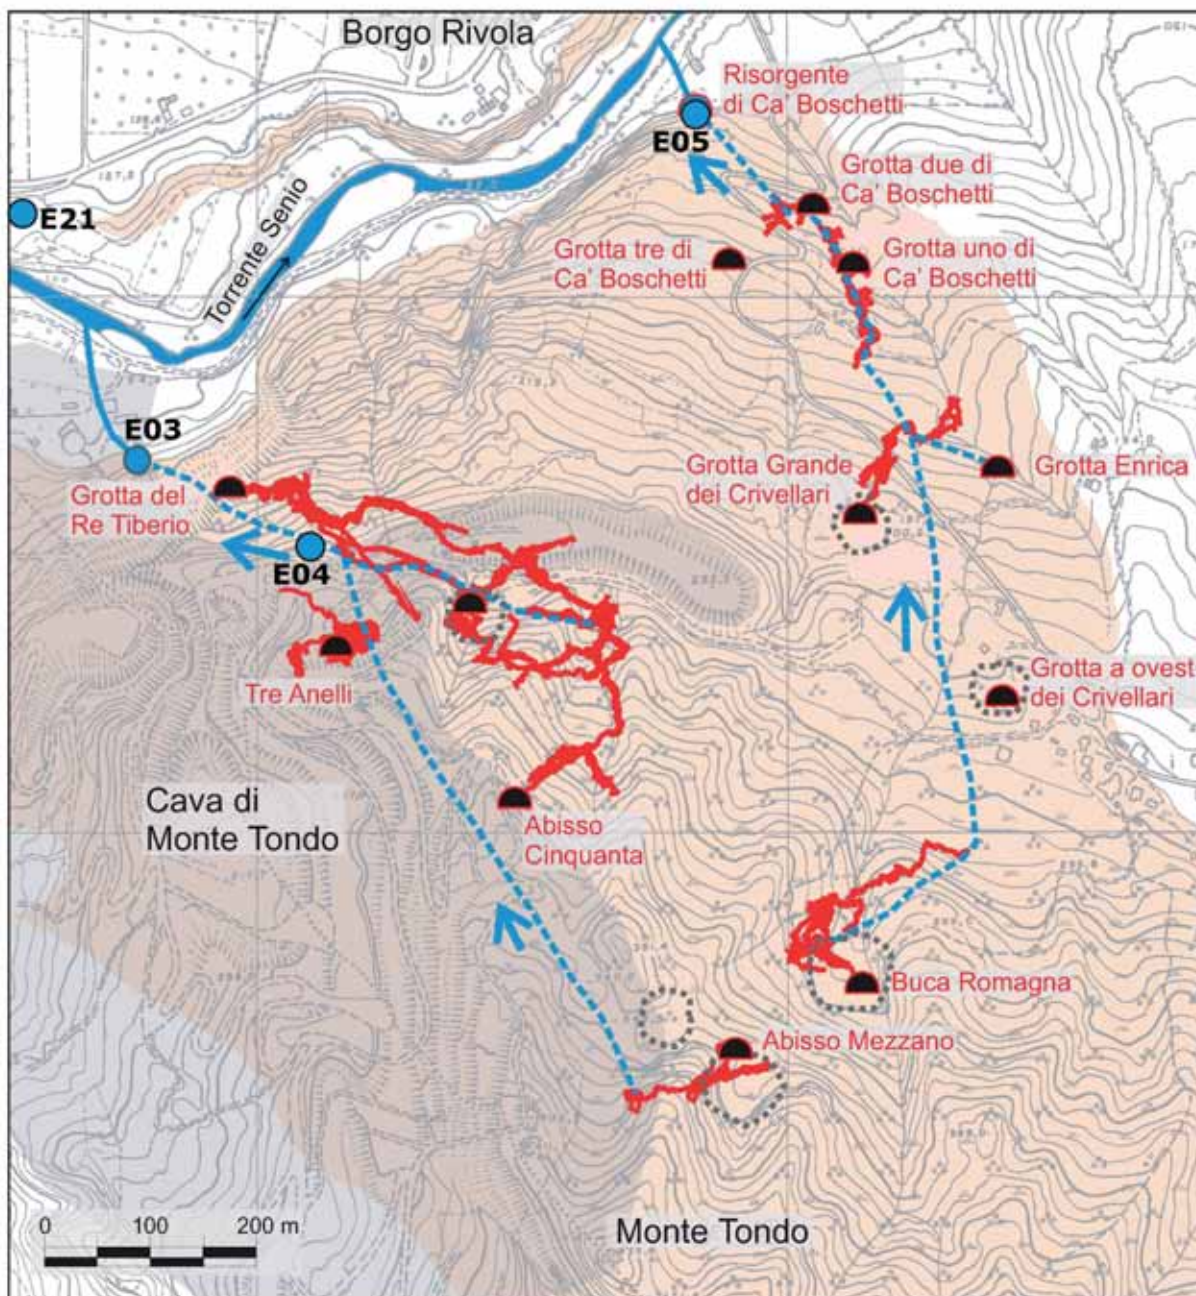 Borgo Rivola
Risorgente
di Ca' Boschetti
E05
Grotta due di
Ca' Boschetti
E21
Torrente Senio
Grotta tre di
Ca' Boschetti
Grotta uno di
Ca' Boschetti
E03
Grotta del
Re Tiberio
Grotta Grande
dei Crivellari
Grotta Enrica
E04
Tre Anelli
Grotta a ovest
dei Crivellari
Cava di
Monte Tondo
Abisso
Cinquanta
Buca Romagna
Abisso Mezzano
0 100 200 m
Monte Tondo